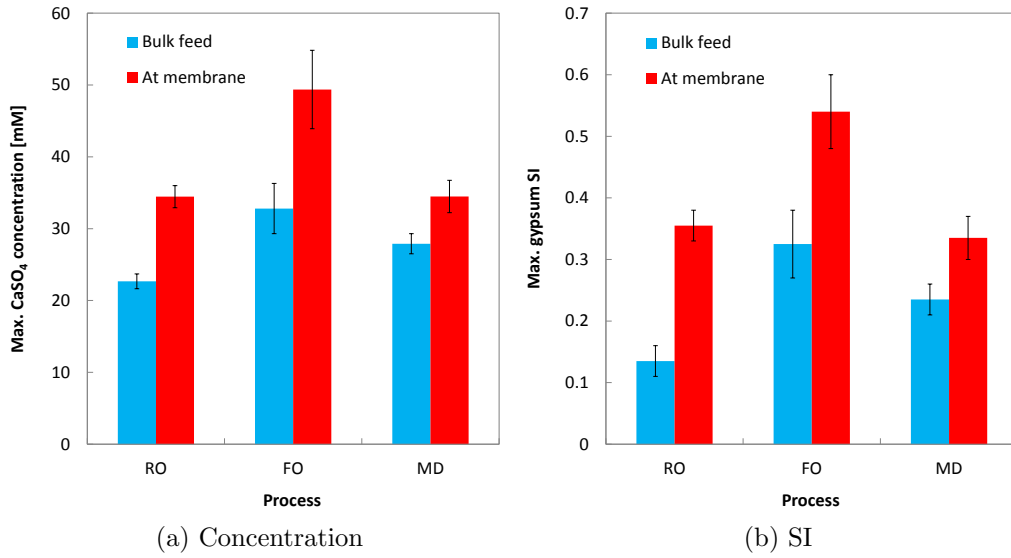 60
50
40
30
20
10
0
Max. CaSO₄ concentration [mM]
Bulk feed
At membrane
RO FO MD
Process
(a) Concentration
0.7
0.6
0.5
0.4
0.3
0.2
0.1
0
Max. gypsum SI
Bulk feed
At membrane
RO FO MD
Process
(b) SI